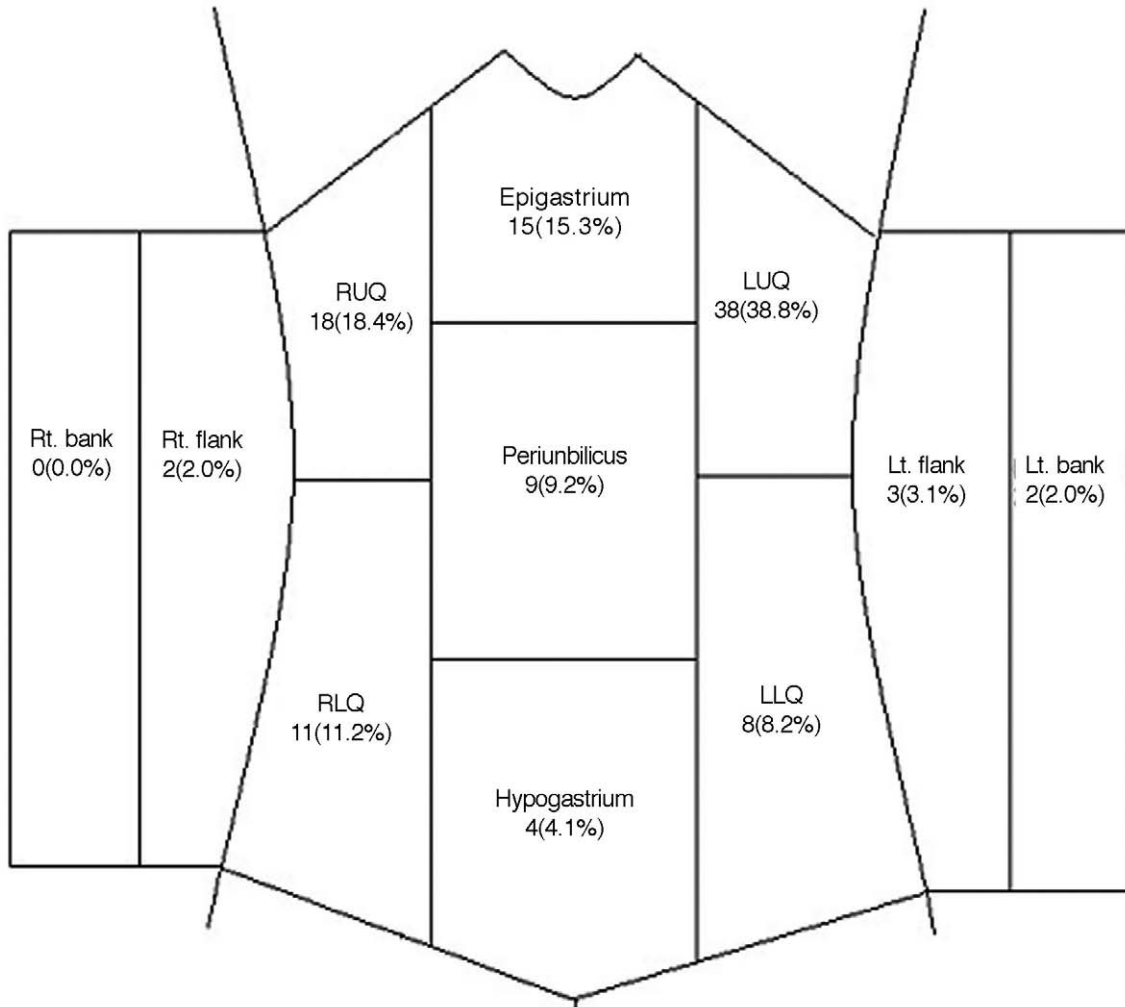 Epigastrium
15(15.3%)
RUQ
18(18.4%)
LUQ
38(38.8%)
Rt. bank
0(0.0%)
Rt. flank
2(2.0%)
Periunbilicus
9(9.2%)
Lt. flank
3(3.1%)
Lt. bank
2(2.0%)
RLQ
11(11.2%)
LLQ
8(8.2%)
Hypogastrium
4(4.1%)